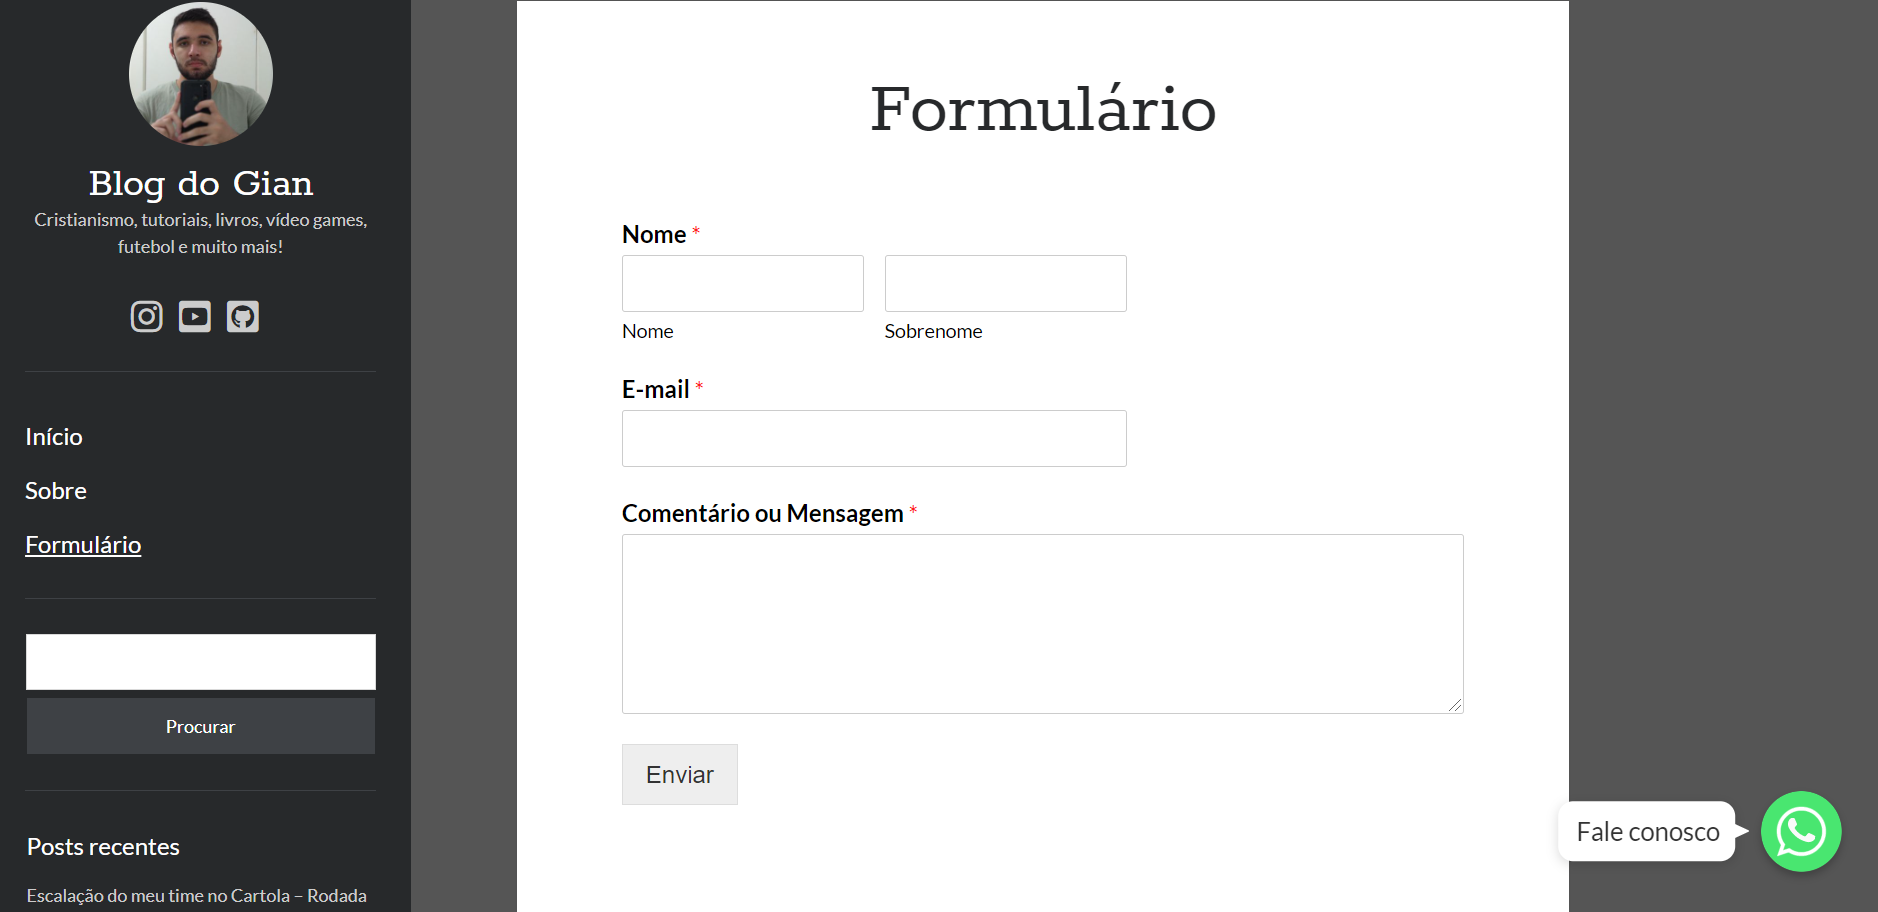 Blog do Gian
Cristianismo, tutoriais, livros, vídeo games,
futebol e muito mais!
Início
Sobre
Formulário
Procurar
Posts recentes
Escalação do meu time no Cartola – Rodada
Formulário
Nome *
Nome
Sobrenome
E-mail *
Comentário ou Mensagem *
Enviar
Fale conosco